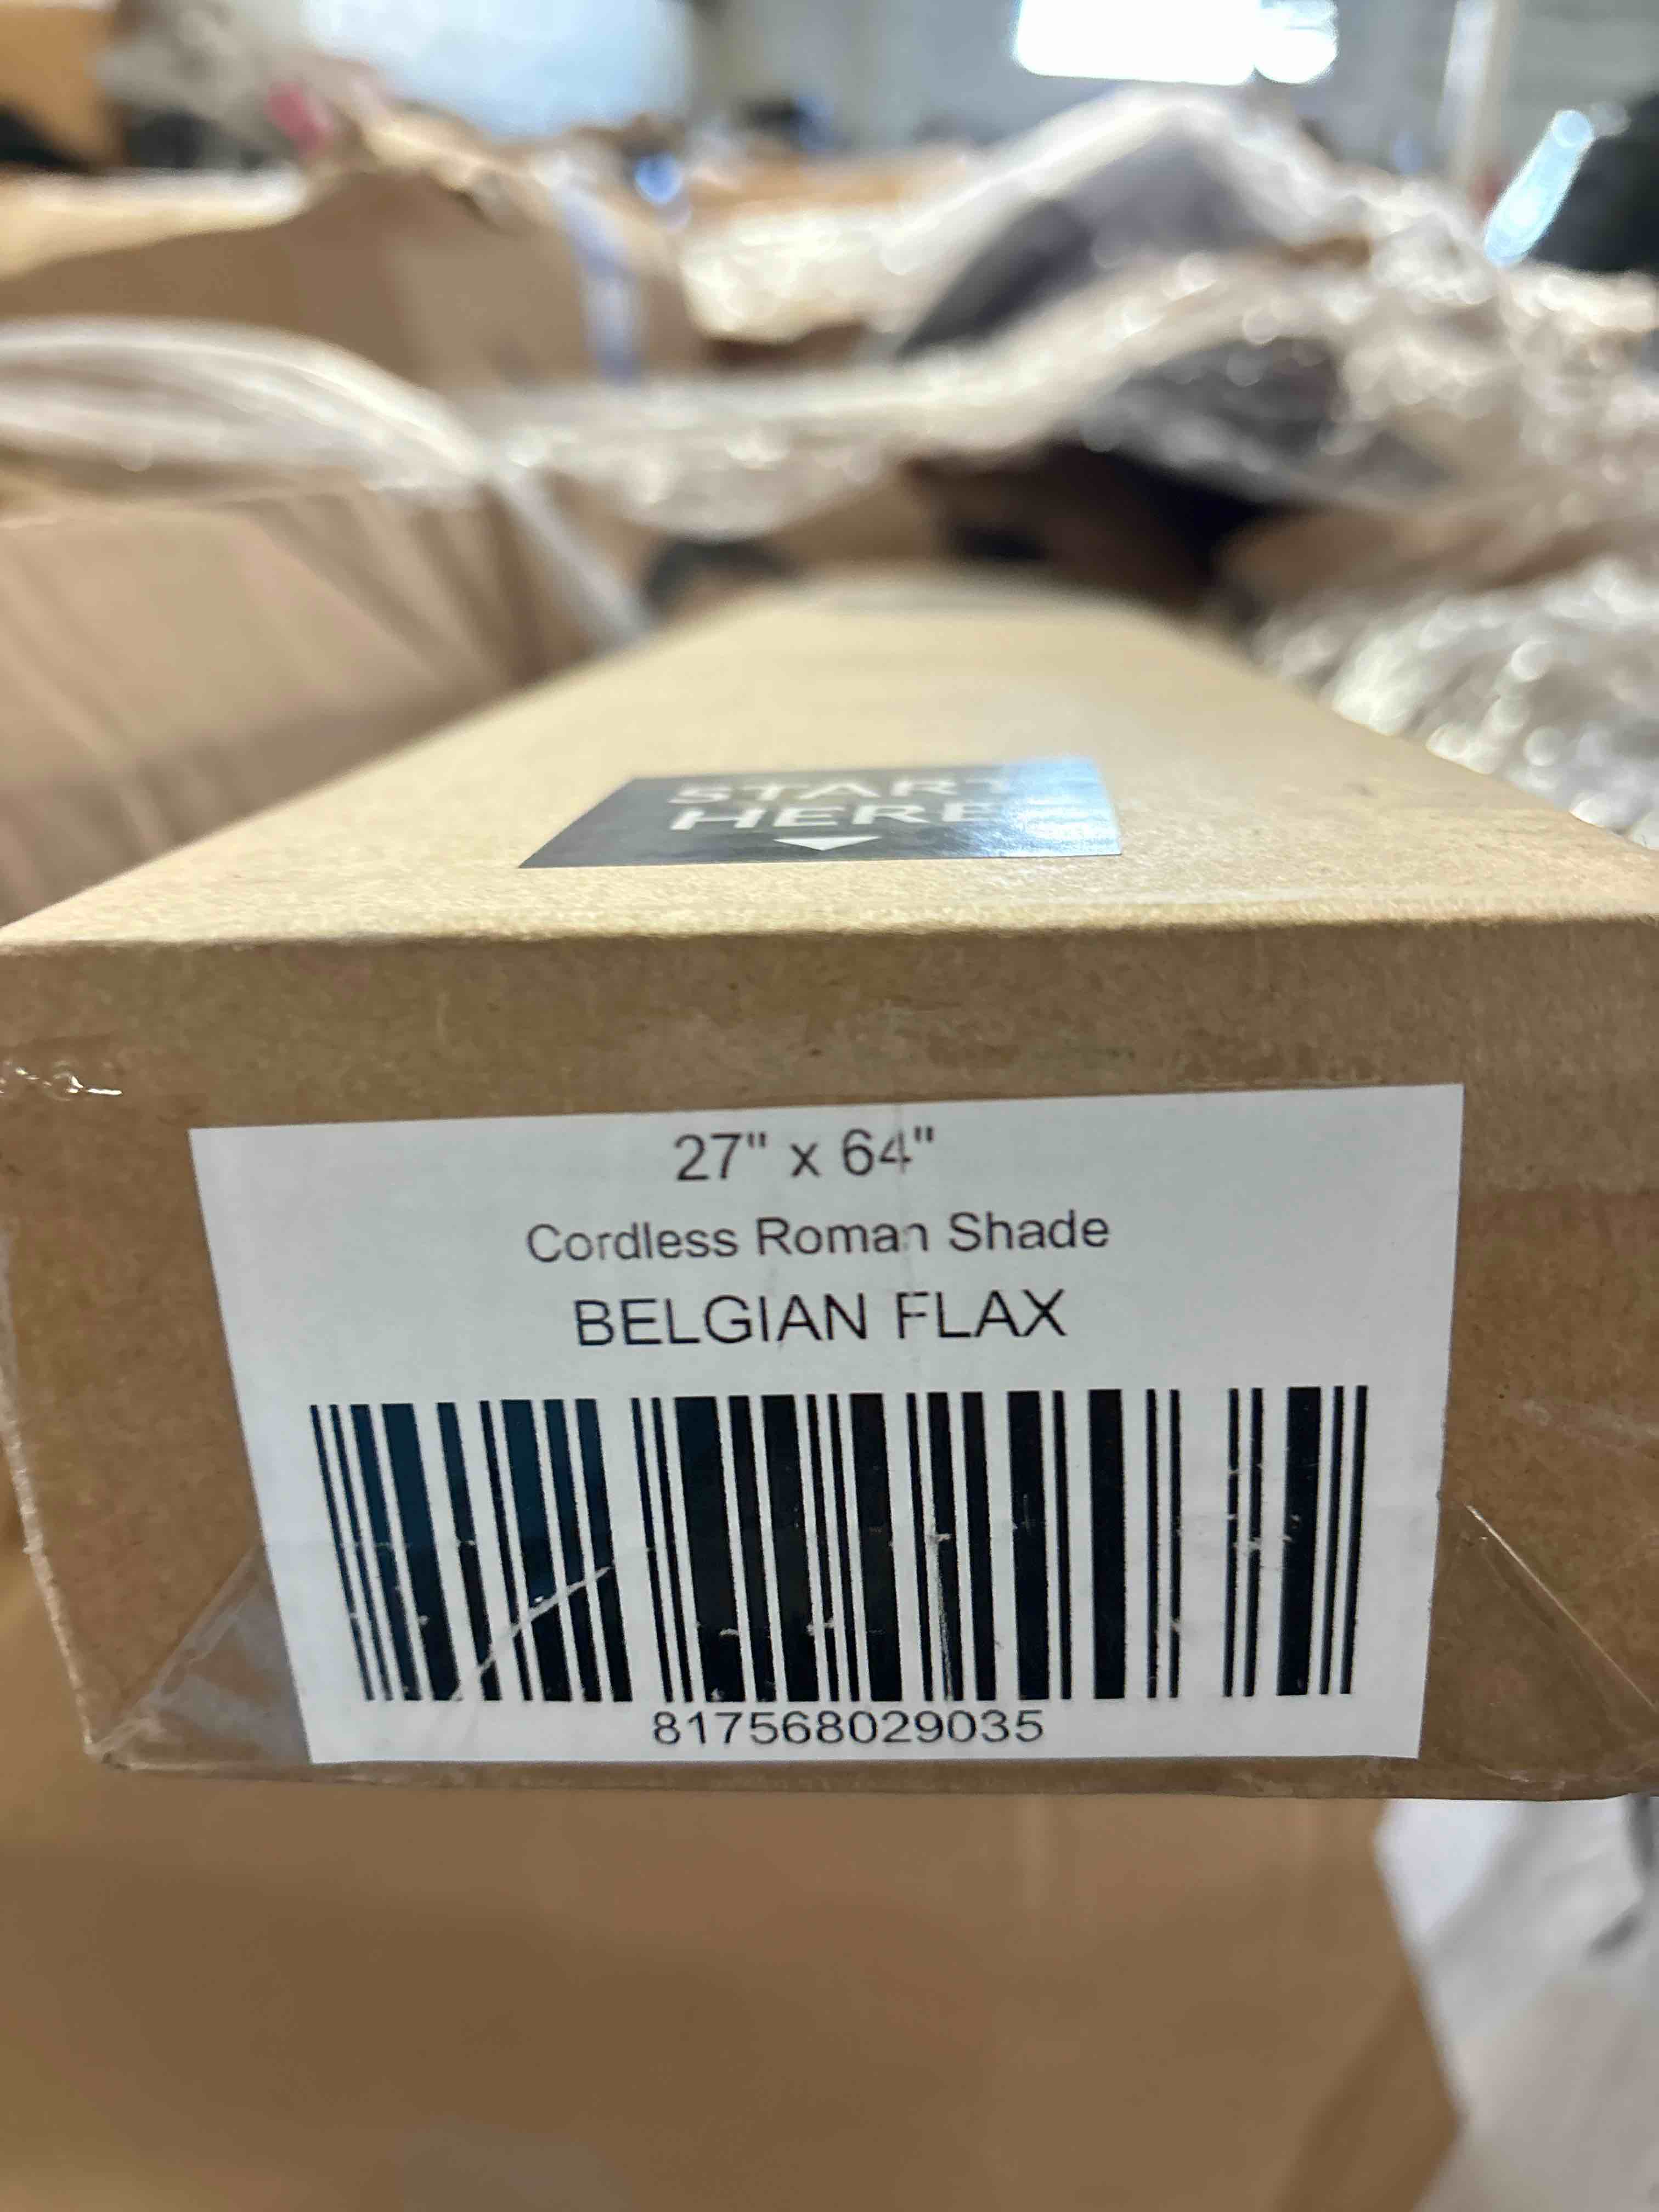 START
HERE
27" x 64"
Cordless Roman Shade
BELGIAN FLAX
817568029035